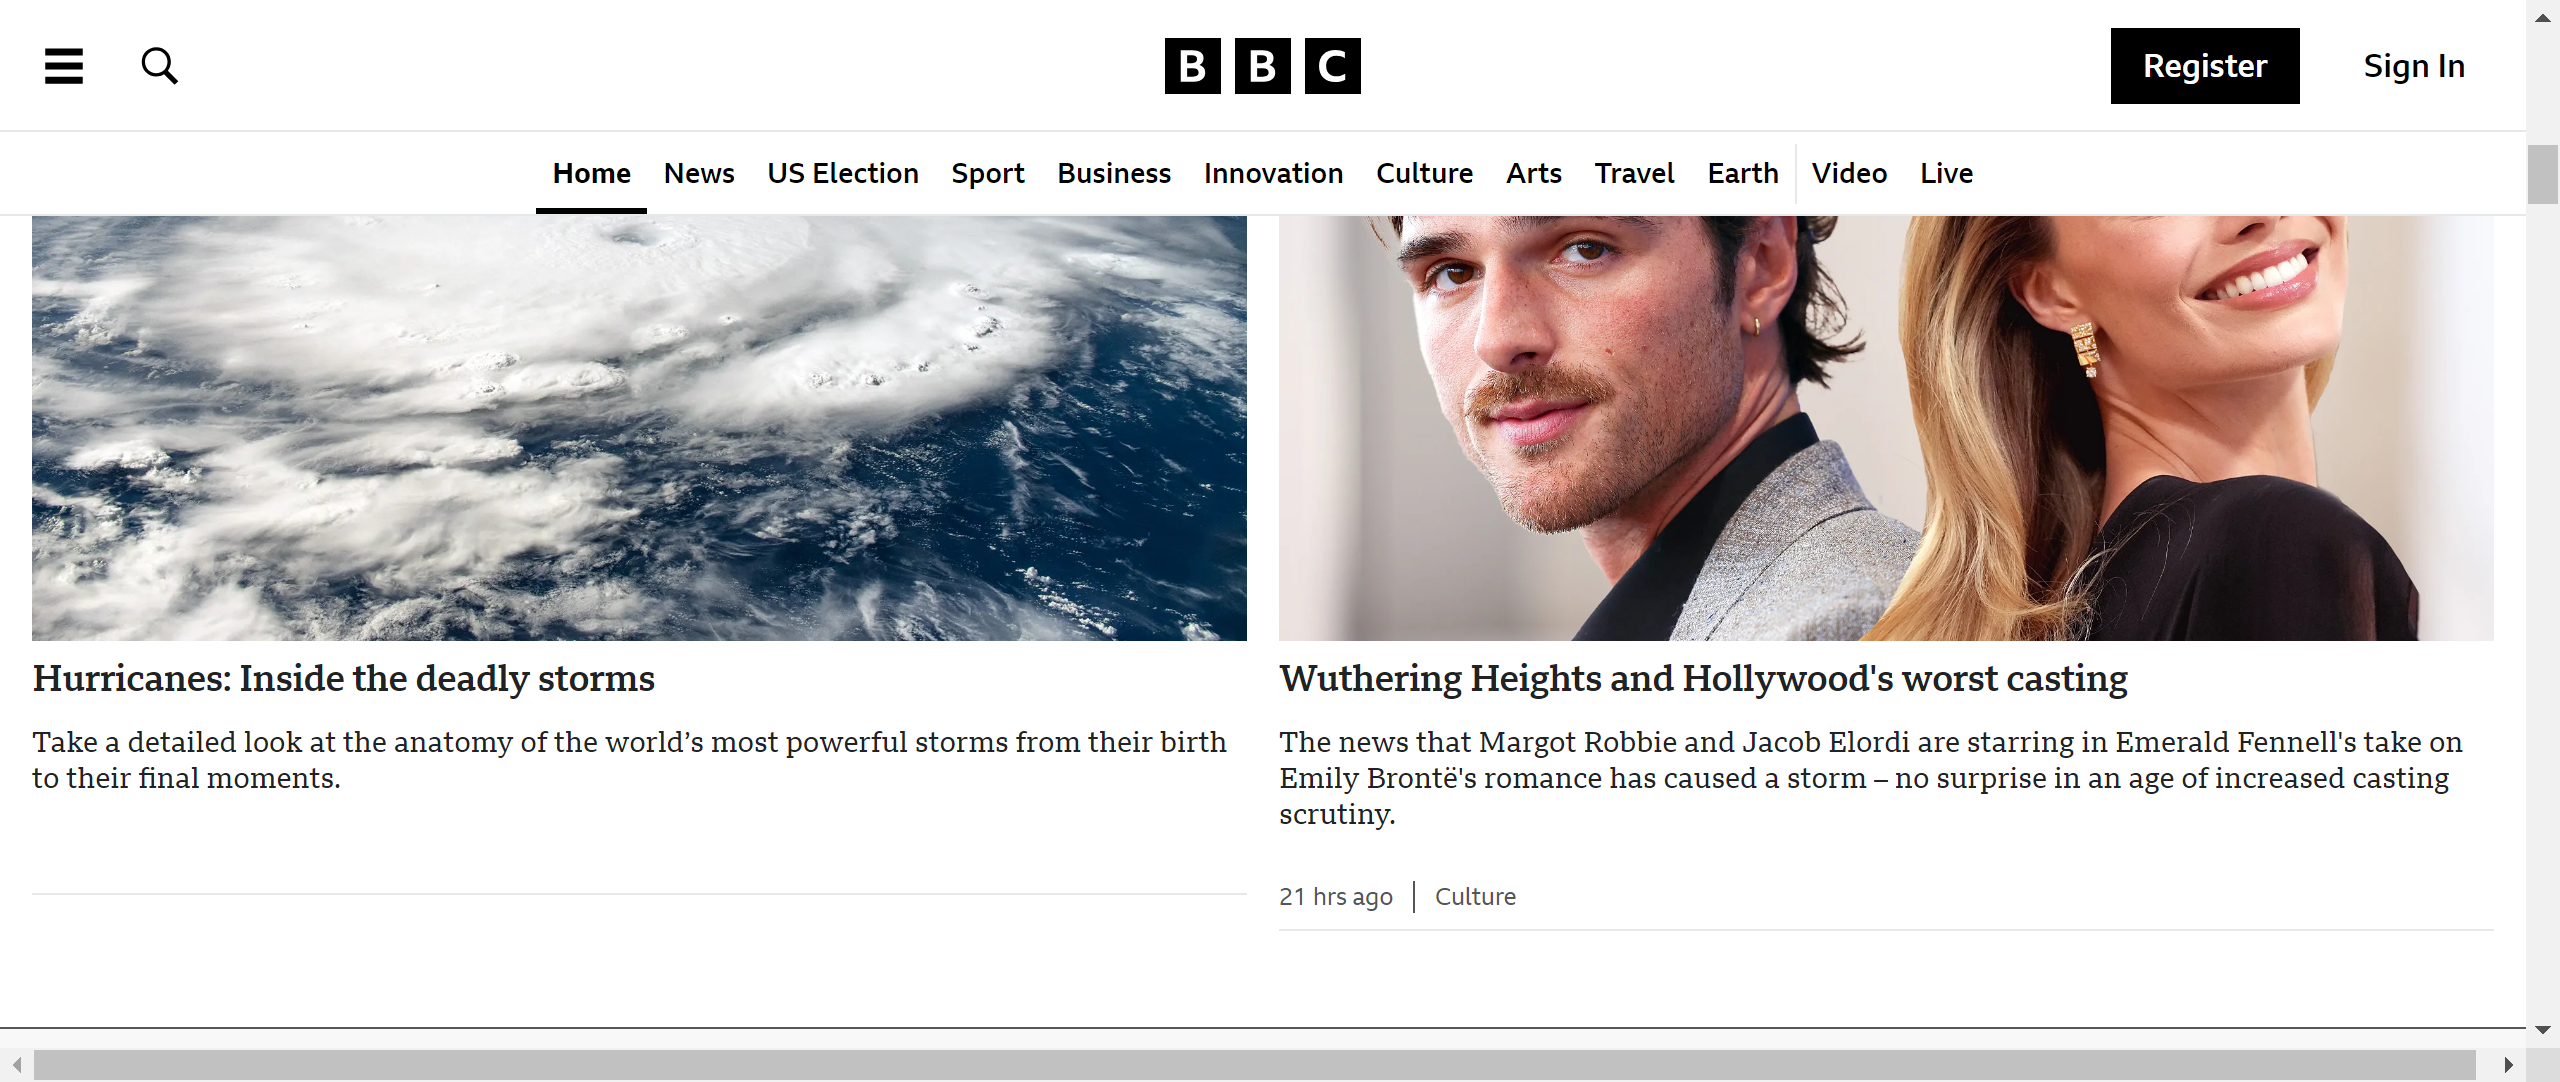 BBC
Register
Sign In
Home News US Election Sport Business Innovation Culture Arts Travel Earth Video Live
Hurricanes: Inside the deadly storms
Take a detailed look at the anatomy of the world’s most powerful storms from their birth
to their final moments.
Wuthering Heights and Hollywood's worst casting
The news that Margot Robbie and Jacob Elordi are starring in Emerald Fennell's take on
Emily Brontë's romance has caused a storm – no surprise in an age of increased casting
scrutiny.
21 hrs ago | Culture